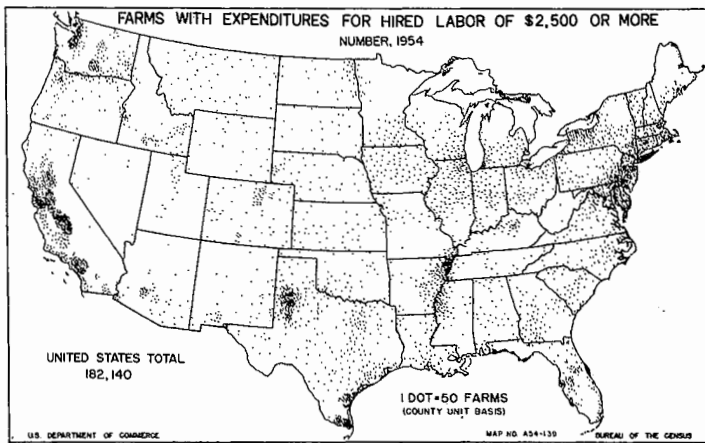 FARMS WITH EXPENDITURES FOR HIRED LABOR OF $2,500 OR MORE
NUMBER, 1954
UNITED STATES TOTAL
182,140
1 DOT=50 FARMS
(COUNTY UNIT BASIS)
U.S. DEPARTMENT OF COMMERCE
MAP NO. A54-139
BUREAU OF THE CENSUS